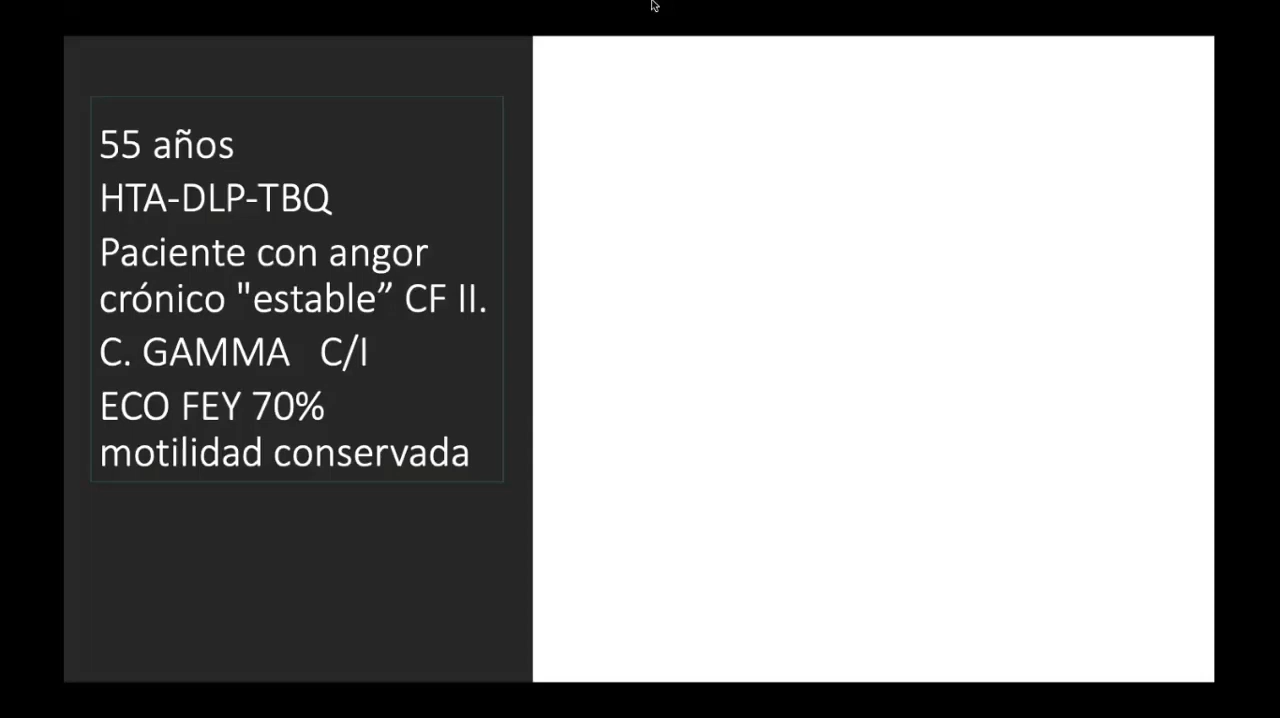 55 años
HTA-DLP-TBQ
Paciente con angor
crónico "estable” CF II.
C. GAMMA C/I
ECO FEY 70%
motilidad conservada